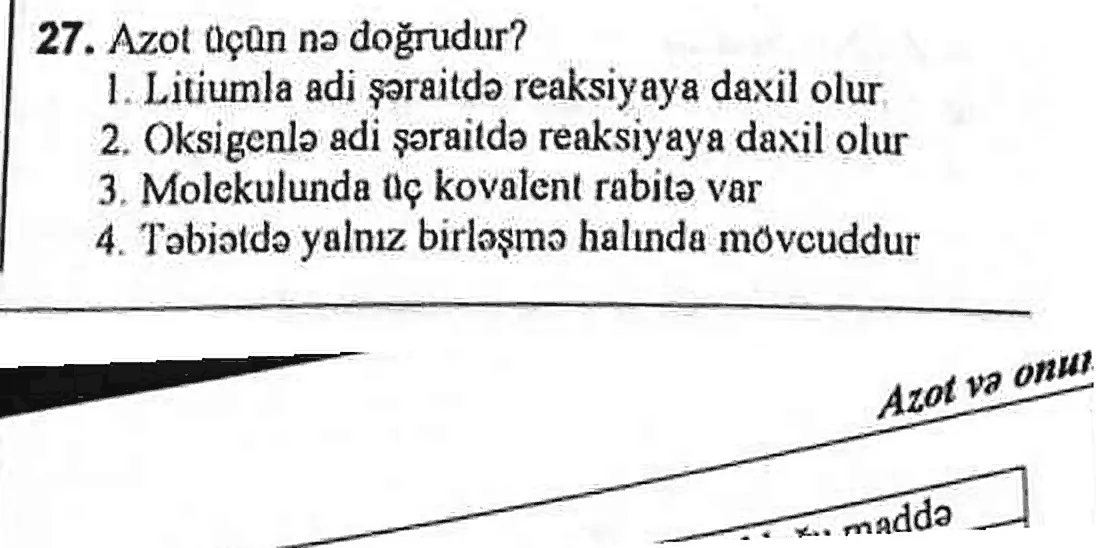 27. Azot üçün nə doğrudur?
1. Litiumla adi şəraitdə reaksiyaya daxil olur
2. Oksigenlə adi şəraitdə reaksiyaya daxil olur
3. Molekulunda üç kovalent rabitə var
4. Təbiətdə yalnız birləşmə halında mövcuddur
Azot və
maddə